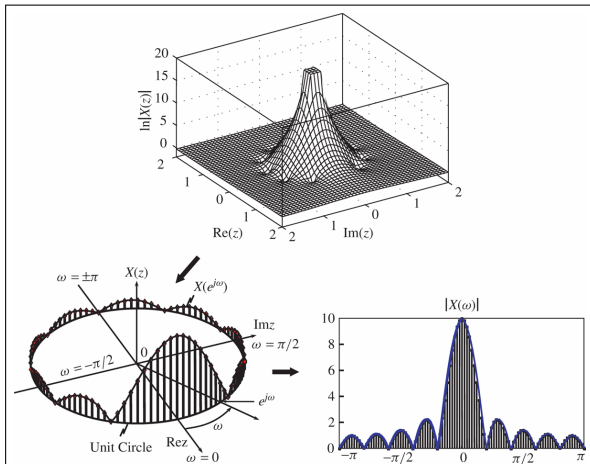 20
15
10
5
0
ln|X(z)|
2
1
0
1
2
Re(z)
2
1
0
1
2
Im(z)
ω = ±π
X(z)
X(e^{jω})
Imz
ω = π/2
0
ω = −π/2
e^{jω}
ω
Unit Circle
Rez
ω = 0
|X(ω)|
10
8
6
4
2
0
−π
−π/2
0
π/2
π